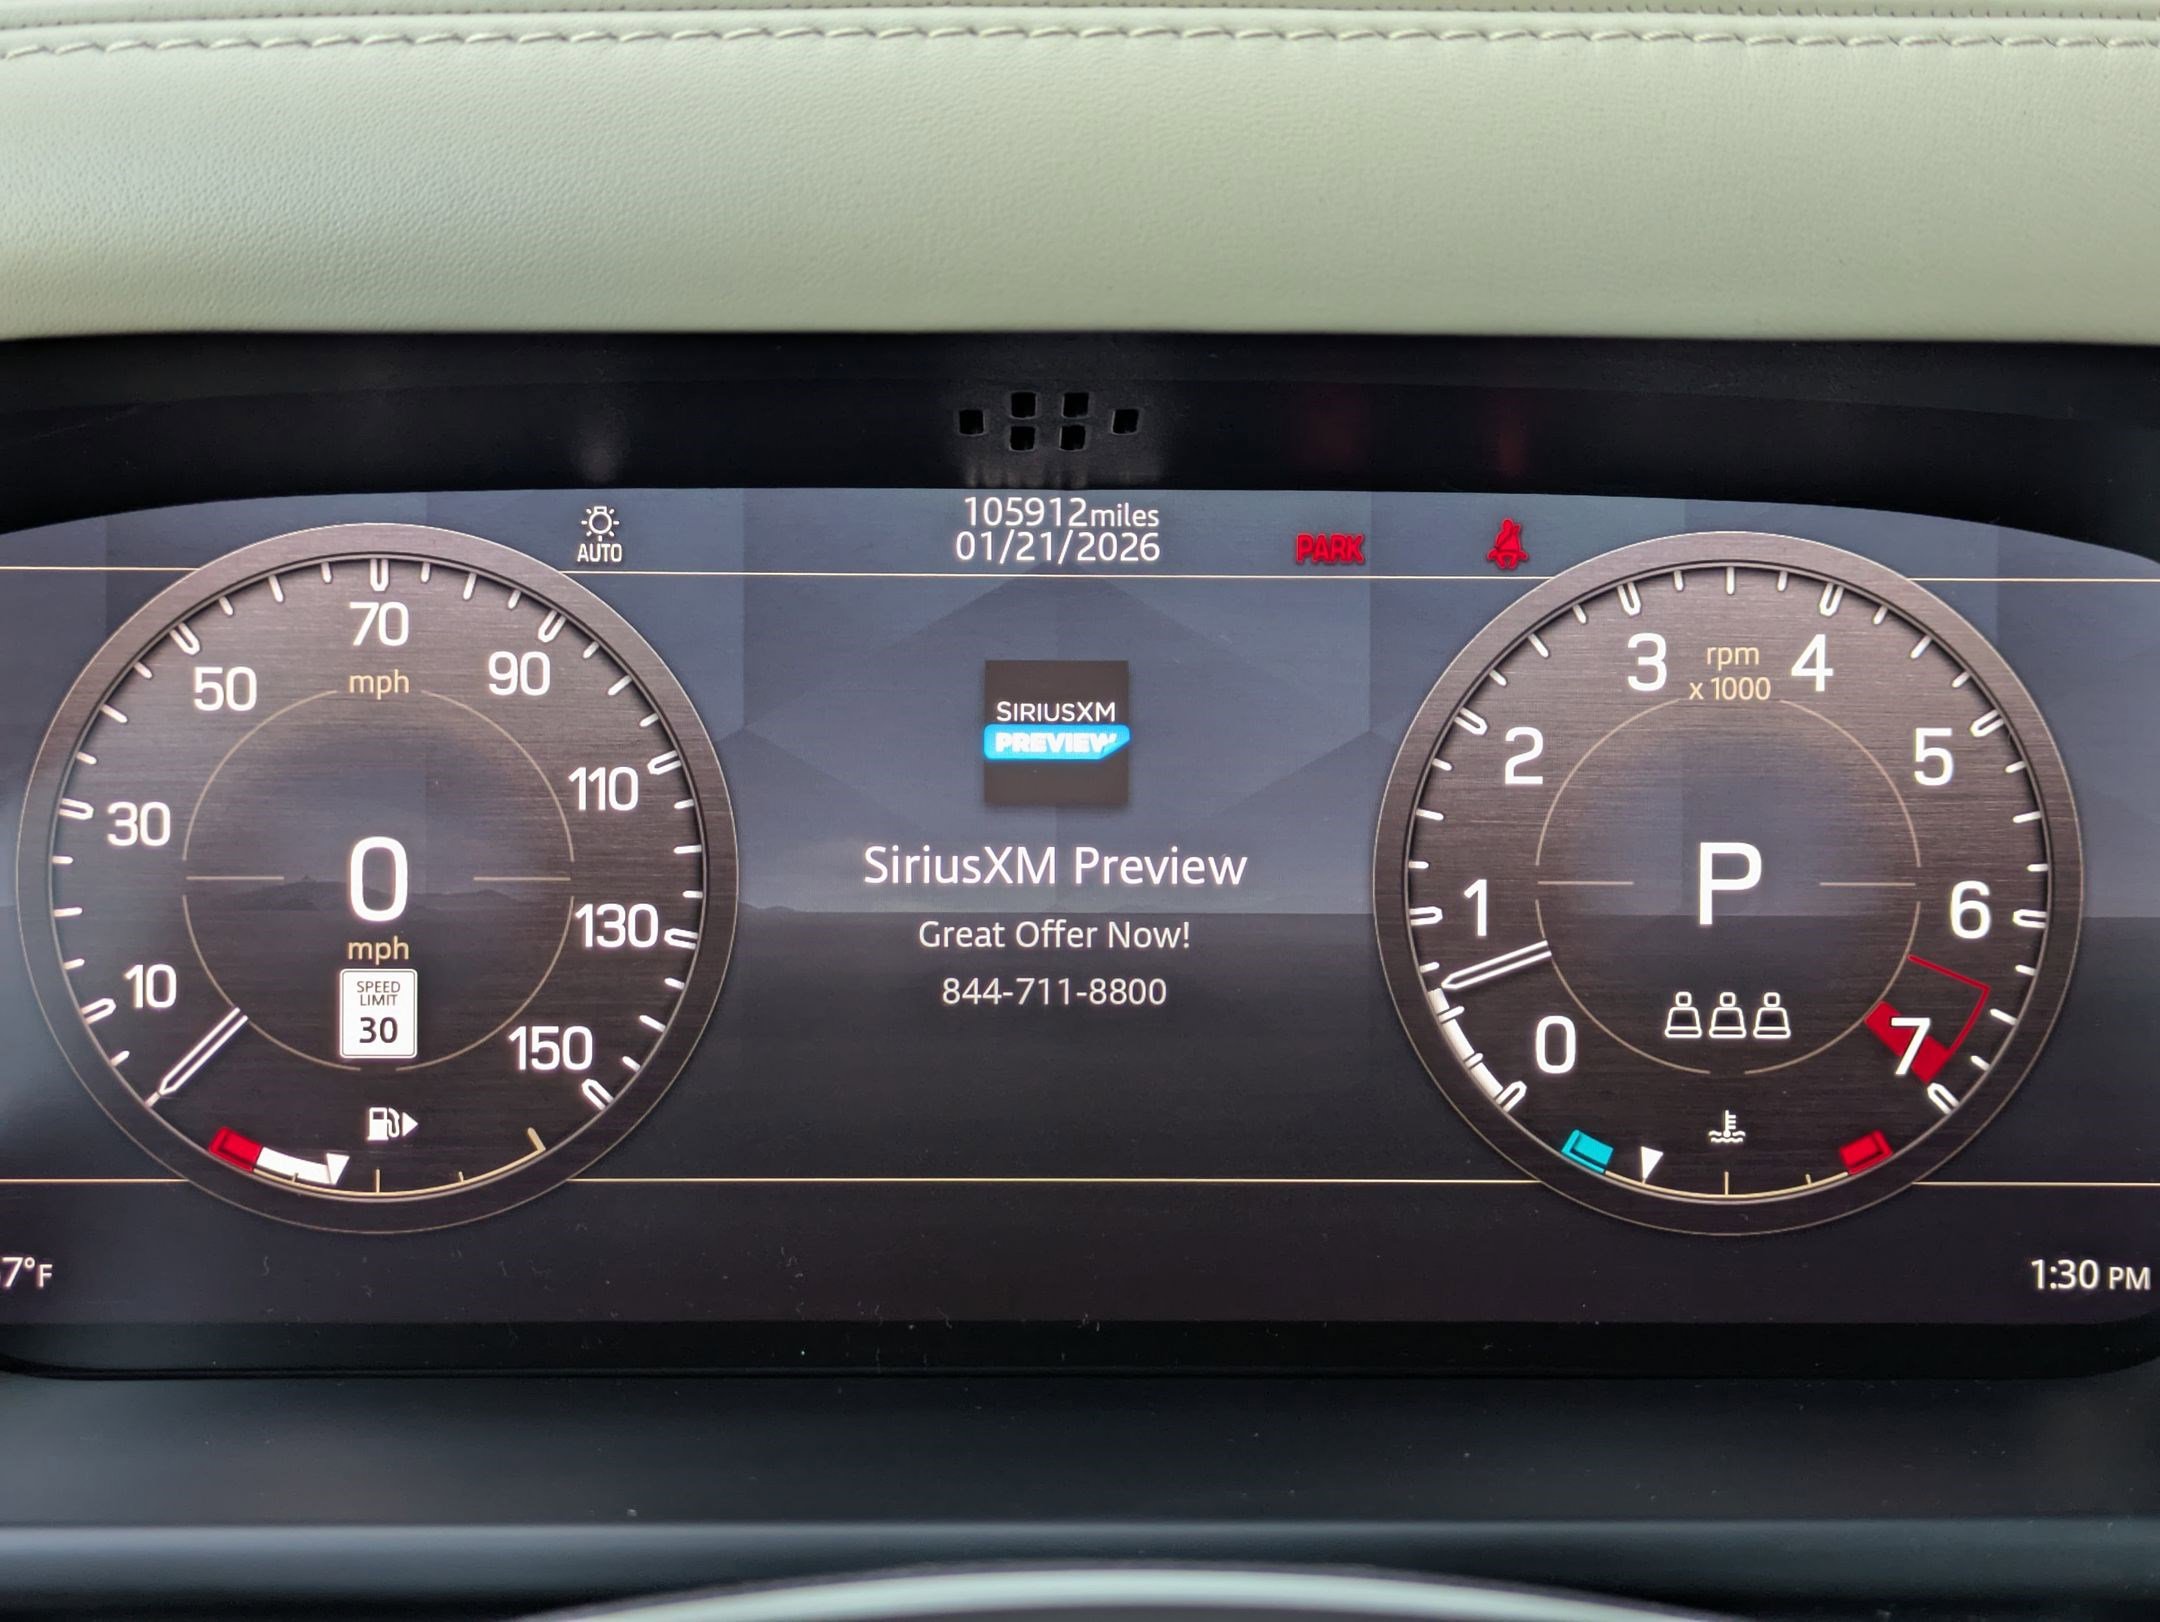 105912miles
01/21/2026
AUTO
PARK
70
mph
50
90
30
110
10
130
150
0
mph
SPEED
LIMIT
30
SIRIUSXM
PREVIEW
SiriusXM Preview
Great Offer Now!
844-711-8800
3
rpm
x 1000
4
2
5
1
6
0
7
P
7°F
1:30 PM